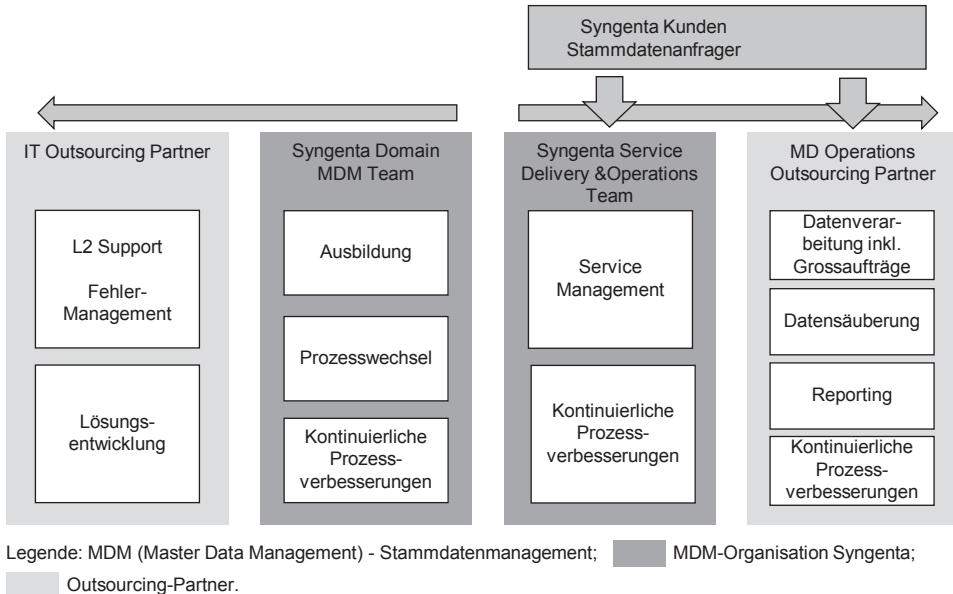 Syngenta Kunden
Stammdatenanfrager
IT Outsourcing Partner
L2 Support
Fehler-
Management
Lösungs-
entwicklung
Syngenta Domain
MDM Team
Ausbildung
Prozesswechsel
Kontinuierliche
Prozess-
verbesserungen
Syngenta Service
Delivery &Operations
Team
Service
Management
Kontinuierliche
Prozess-
verbesserungen
MD Operations
Outsourcing Partner
Datenverar-
beitung inkl.
Grossaufträge
Datensäuberung
Reporting
Kontinuierliche
Prozess-
verbesserungen
Legende: MDM (Master Data Management) - Stammdatenmanagement; MDM-Organisation Syngenta;
Outsourcing-Partner.